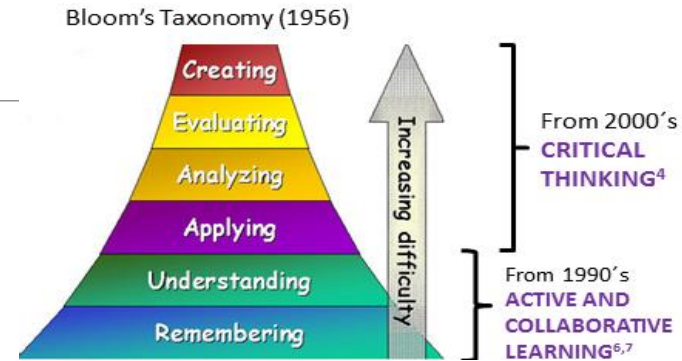 Bloom’s Taxonomy (1956)
Creating
Evaluating
Analyzing
Applying
Understanding
Remembering
Increasing difficulty
From 2000´s
CRITICAL
THINKING⁴
From 1990´s
ACTIVE AND
COLLABORATIVE
LEARNING⁶,⁷